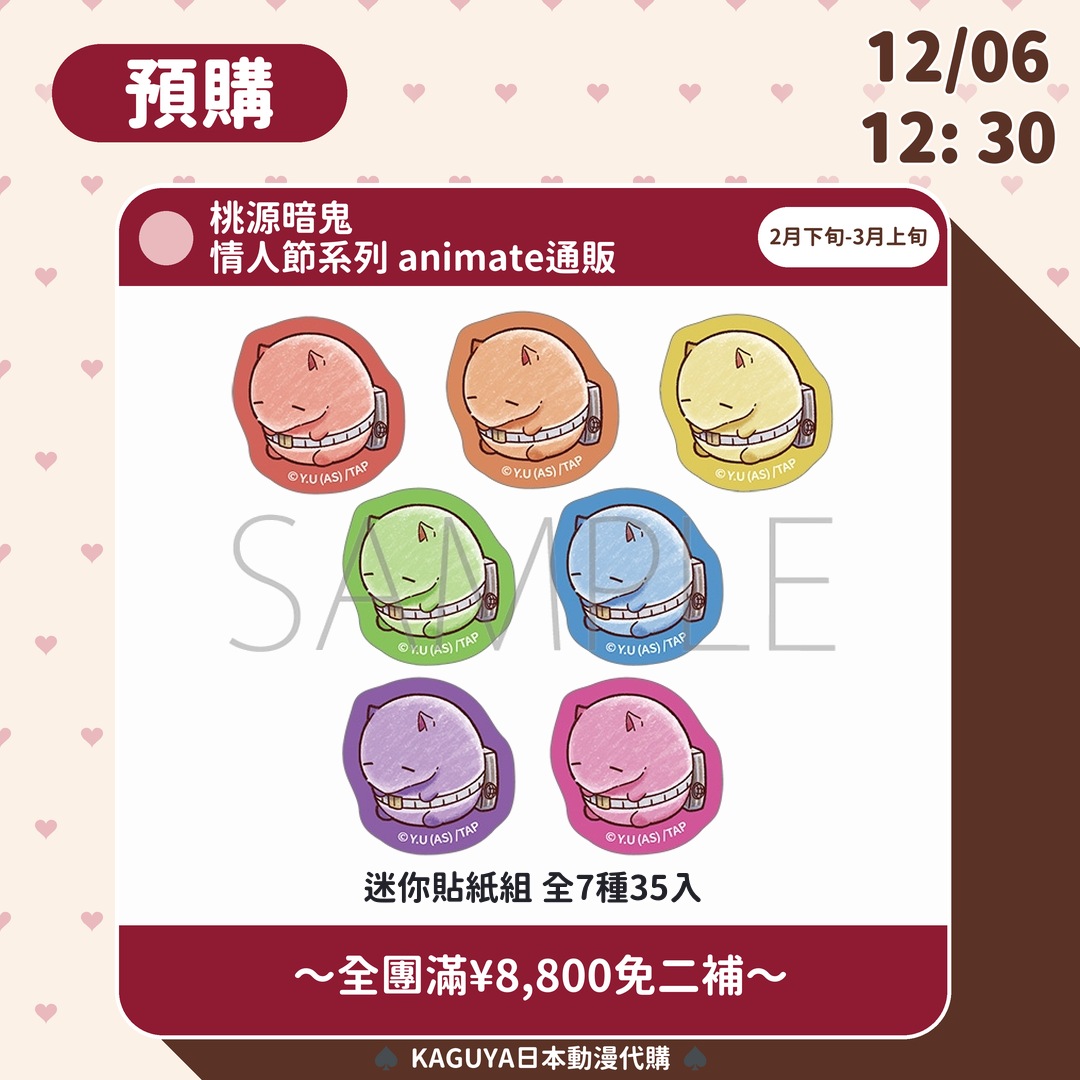 預購
12/06
12: 30
桃源暗鬼
情人節系列 animate通販
2月下旬-3月上旬
©Y.U (AS) /TAP
©Y.U (AS) /TAP
©Y.U (AS) /TAP
SAMPLE
©Y.U (AS) /TAP
©Y.U (AS) /TAP
©Y.U (AS) /TAP
©Y.U (AS) /TAP
迷你貼紙組 全7種35入
～全團滿¥8,800免二補～
♠ KAGUYA日本動漫代購 ♠